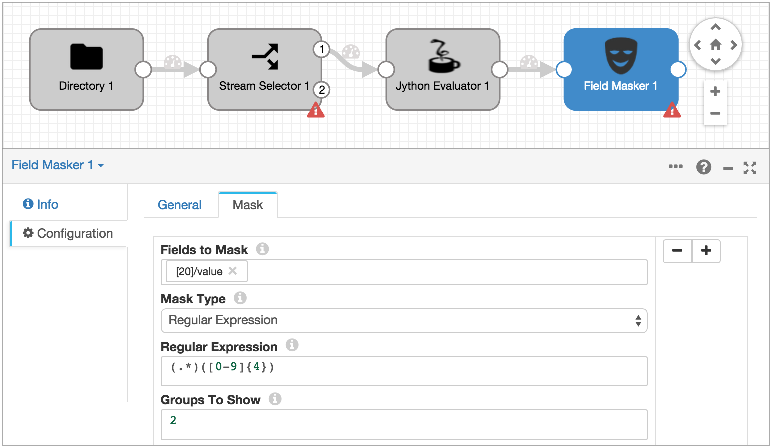 1
Directory 1
Stream Selector 1
2
Jython Evaluator 1
Field Masker 1
Field Masker 1
Info
General
Mask
Configuration
Fields to Mask
[20]/value
Mask Type
Regular Expression
Regular Expression
(.*)([0-9]{4})
Groups To Show
2